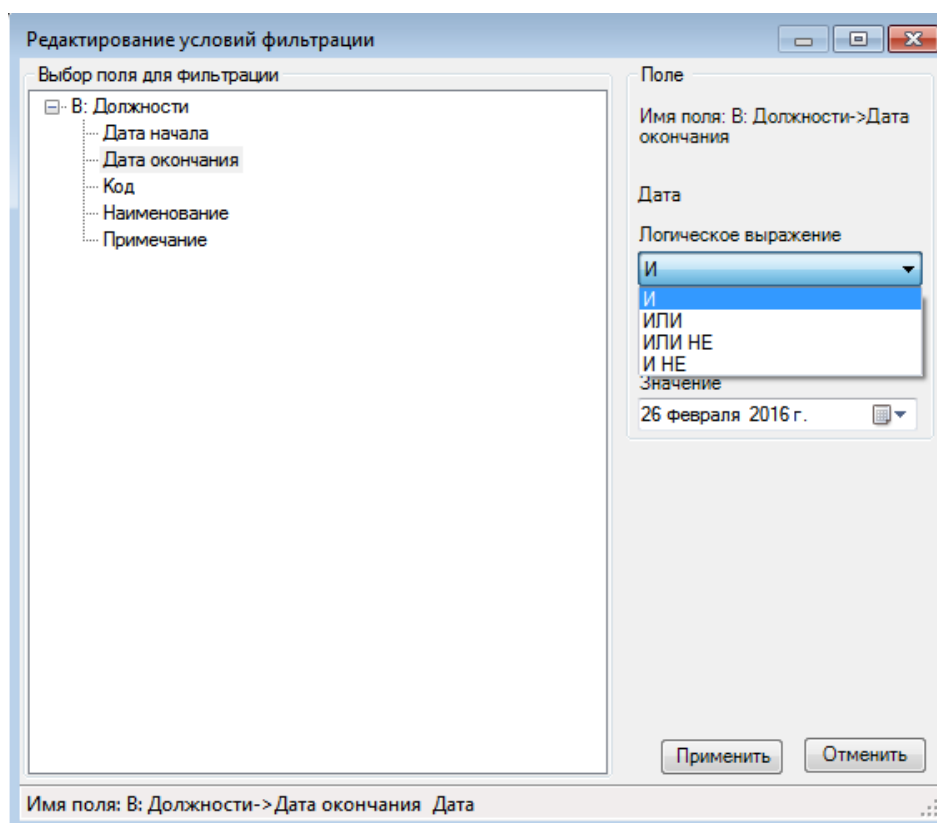 Редактирование условий фильтрации
Выбор поля для фильтрации
В: Должности
Дата начала
Дата окончания
Код
Наименование
Примечание
Поле
Имя поля: В: Должности->Дата
окончания
Дата
Логическое выражение
И
И
ИЛИ
ИЛИ НЕ
И НЕ
Значение
26 февраля 2016 г.
Применить
Отменить
Имя поля: В: Должности->Дата окончания Дата